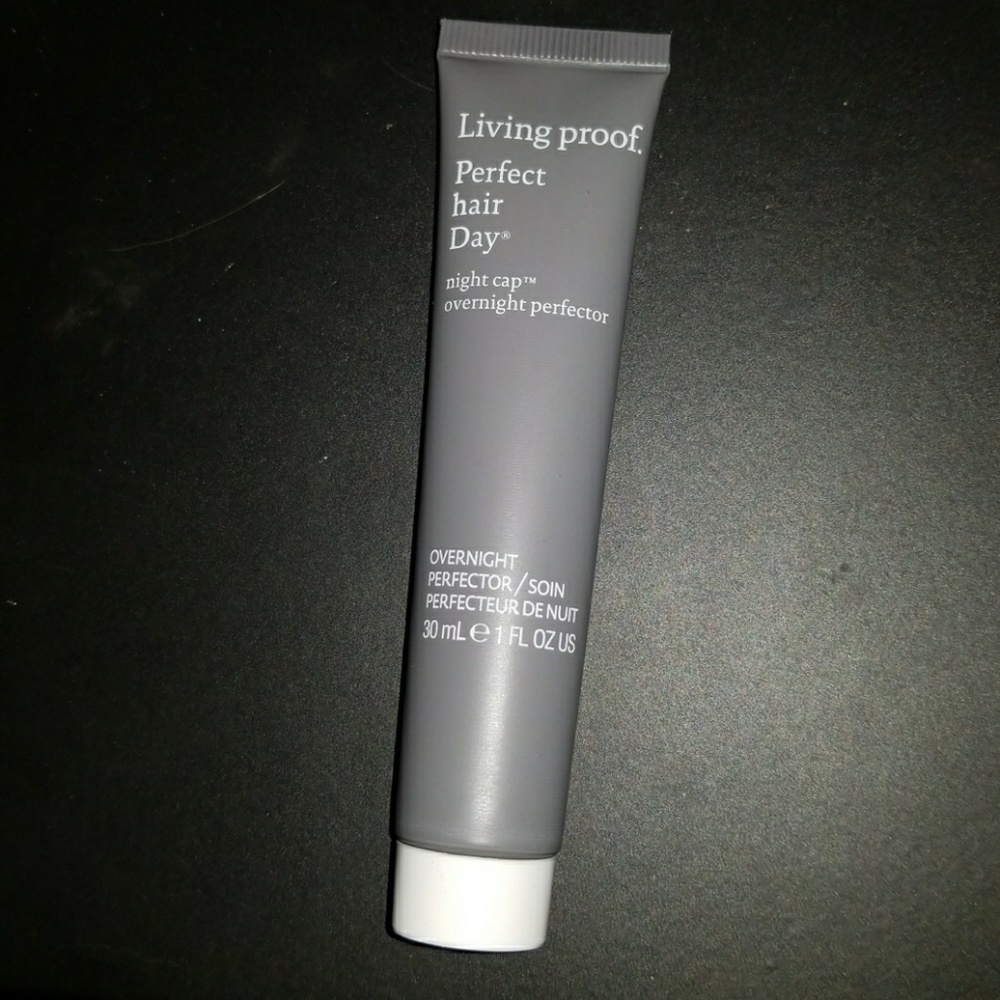 Living proof.
Perfect
hair
Day®
night cap™
overnight perfector
OVERNIGHT
PERFECTOR/SOIN
PERFECTEUR DE NUIT
30 mL ℮ 1 FL OZ US